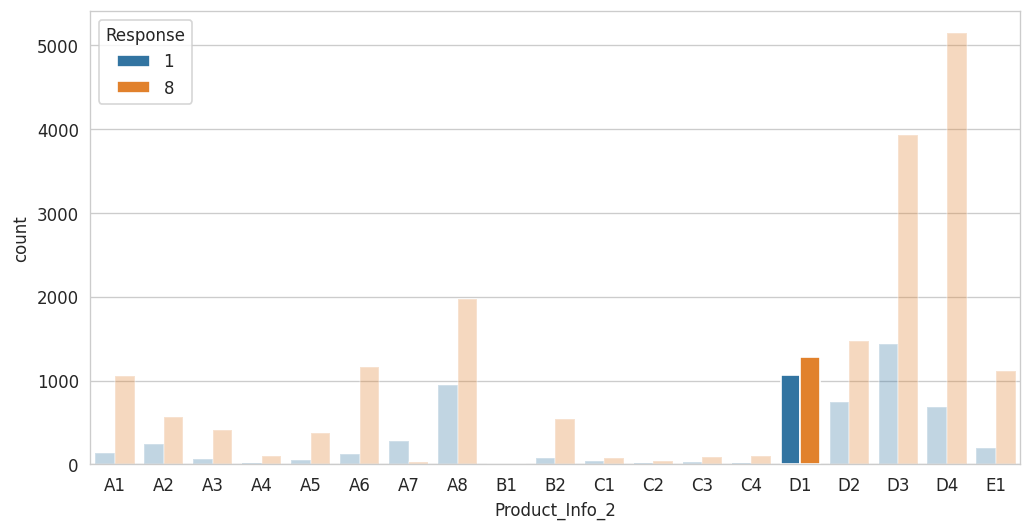 Response
1
8
5000
4000
3000
2000
1000
0
count
A1 A2 A3 A4 A5 A6 A7 A8 B1 B2 C1 C2 C3 C4 D1 D2 D3 D4 E1
Product_Info_2